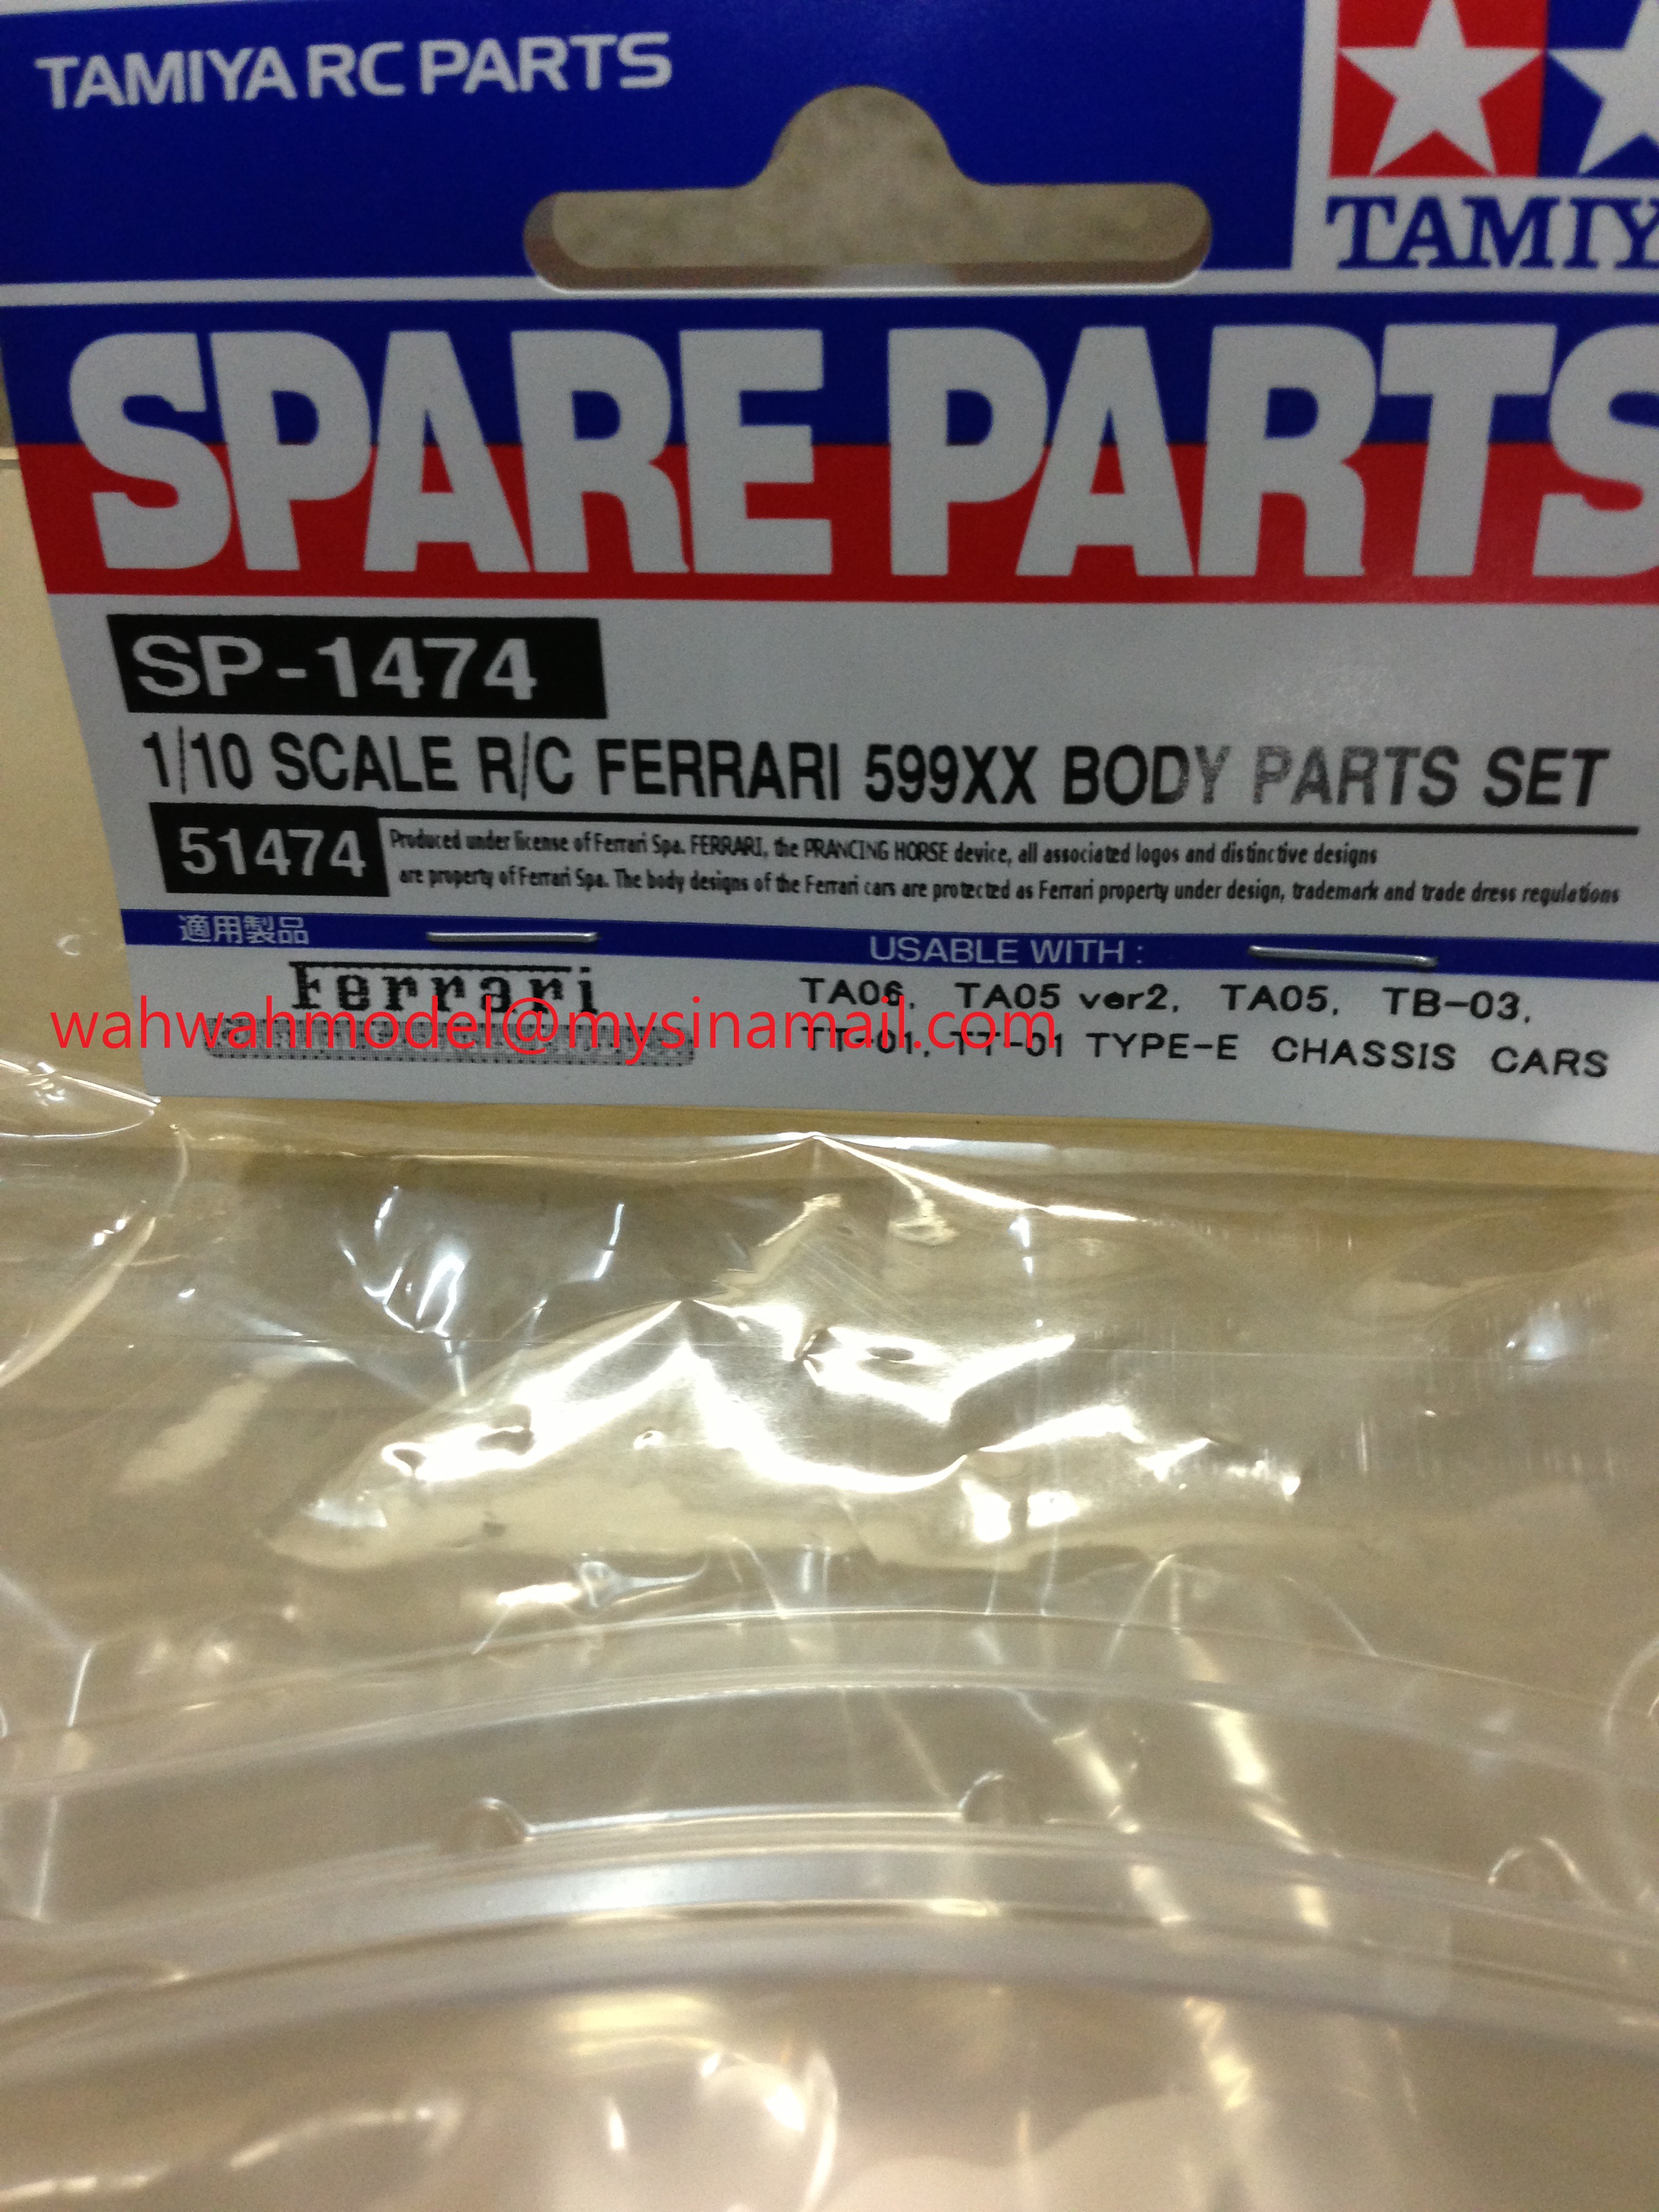 TAMIYA RC PARTS
TAMIY
SPARE PARTS
SP-1474
1/10 SCALE R/C FERRARI 599XX BODY PARTS SET
51474
Produced under license of Ferrari Spa. FERRARI, the PRANCING HORSE device, all associated logos and distinctive designs
are property of Ferrari Spa. The body designs of the Ferrari cars are protected as Ferrari property under design, trademark and trade dress regulations
適用製品
USABLE WITH :
Ferrari
TA06, TA05 ver2, TA05, TB-03,
TT-01, TT-01 TYPE-E CHASSIS CARS
wahwahmodel@mysinamail.com